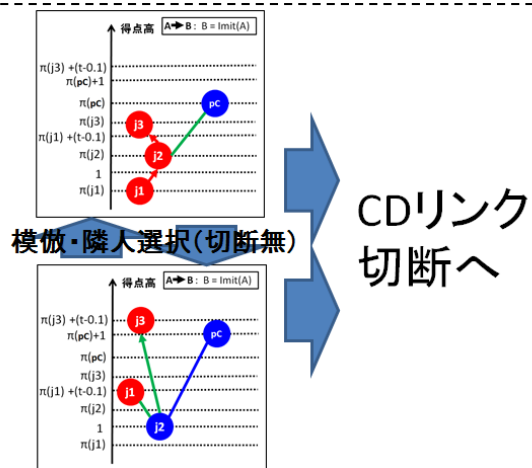 得点高
A→B: B = Imit(A)
π(j3) +(t-0.1)
π(pC)+1
π(pC)
π(j3)
π(j1) +(t-0.1)
π(j2)
1
π(j1)
pC
j3
j2
j1
模倣・隣人選択(切断無)
CDリンク
切断へ
得点高
A→B: B = Imit(A)
π(j3) +(t-0.1)
π(pC)+1
π(pC)
π(j3)
π(j1) +(t-0.1)
π(j2)
1
π(j1)
j3
pC
j1
j2